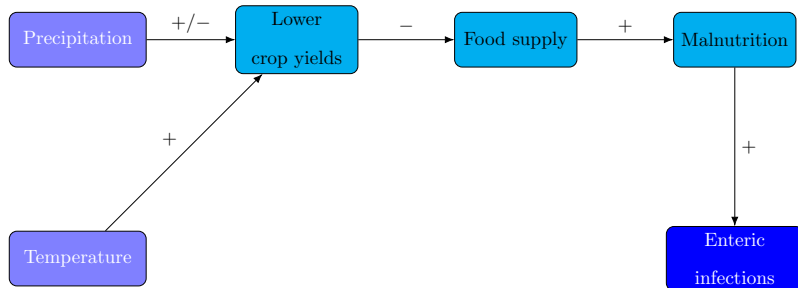 Precipitation
+/−
Lower
crop yields
−
Food supply
+
Malnutrition
+
+
Temperature
Enteric
infections